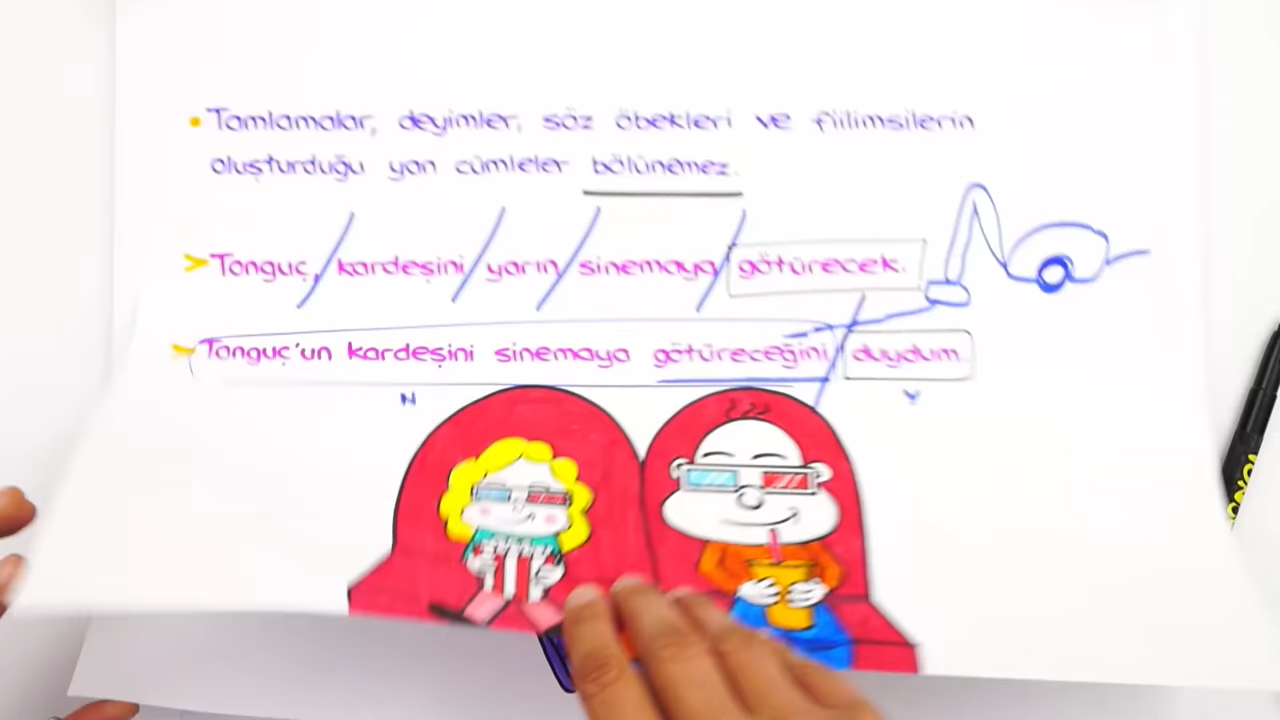 • Tamlamalar, deyimler, söz öbekleri ve fiilimsilerin
oluşturduğu yan cümleler bölünemez.
> Tonguç, / kardeşini / yarın / sinemaya / götürecek.
> Tonguç'un kardeşini sinemaya götüreceğini / duydum.
N Y